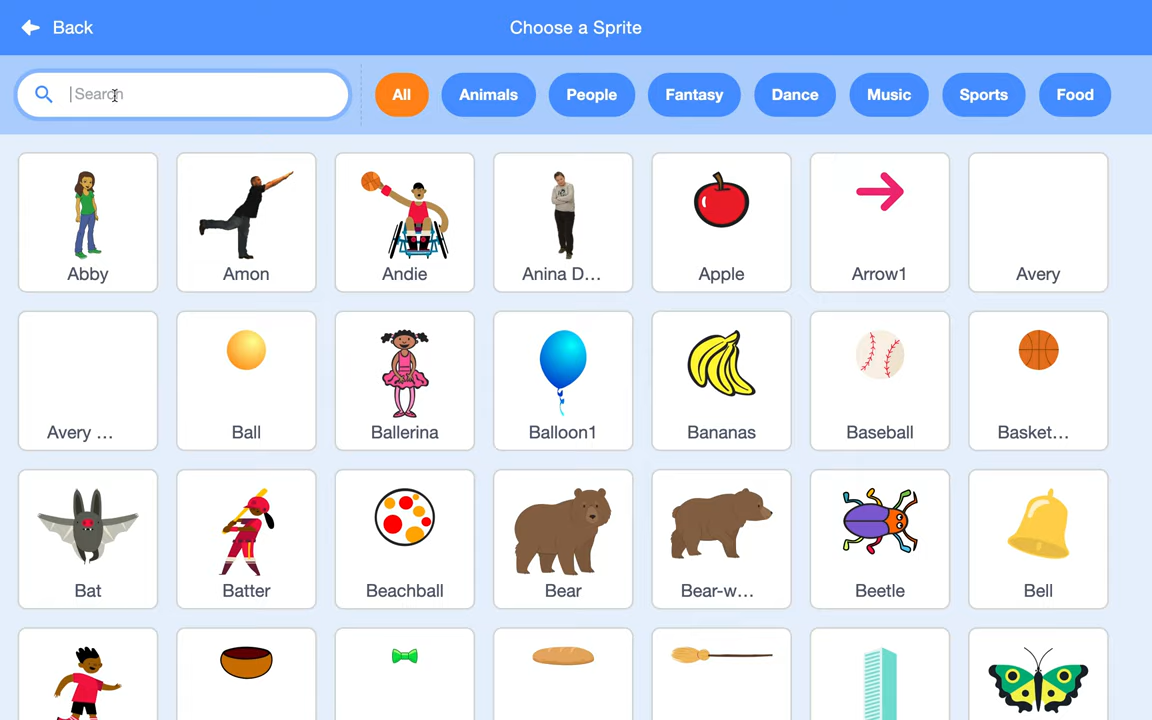 Back
Choose a Sprite
Search
All
Animals
People
Fantasy
Dance
Music
Sports
Food
Abby
Amon
Andie
Anina D...
Apple
Arrow1
Avery
Avery ...
Ball
Ballerina
Balloon1
Bananas
Baseball
Basket...
Bat
Batter
Beachball
Bear
Bear-w...
Beetle
Bell